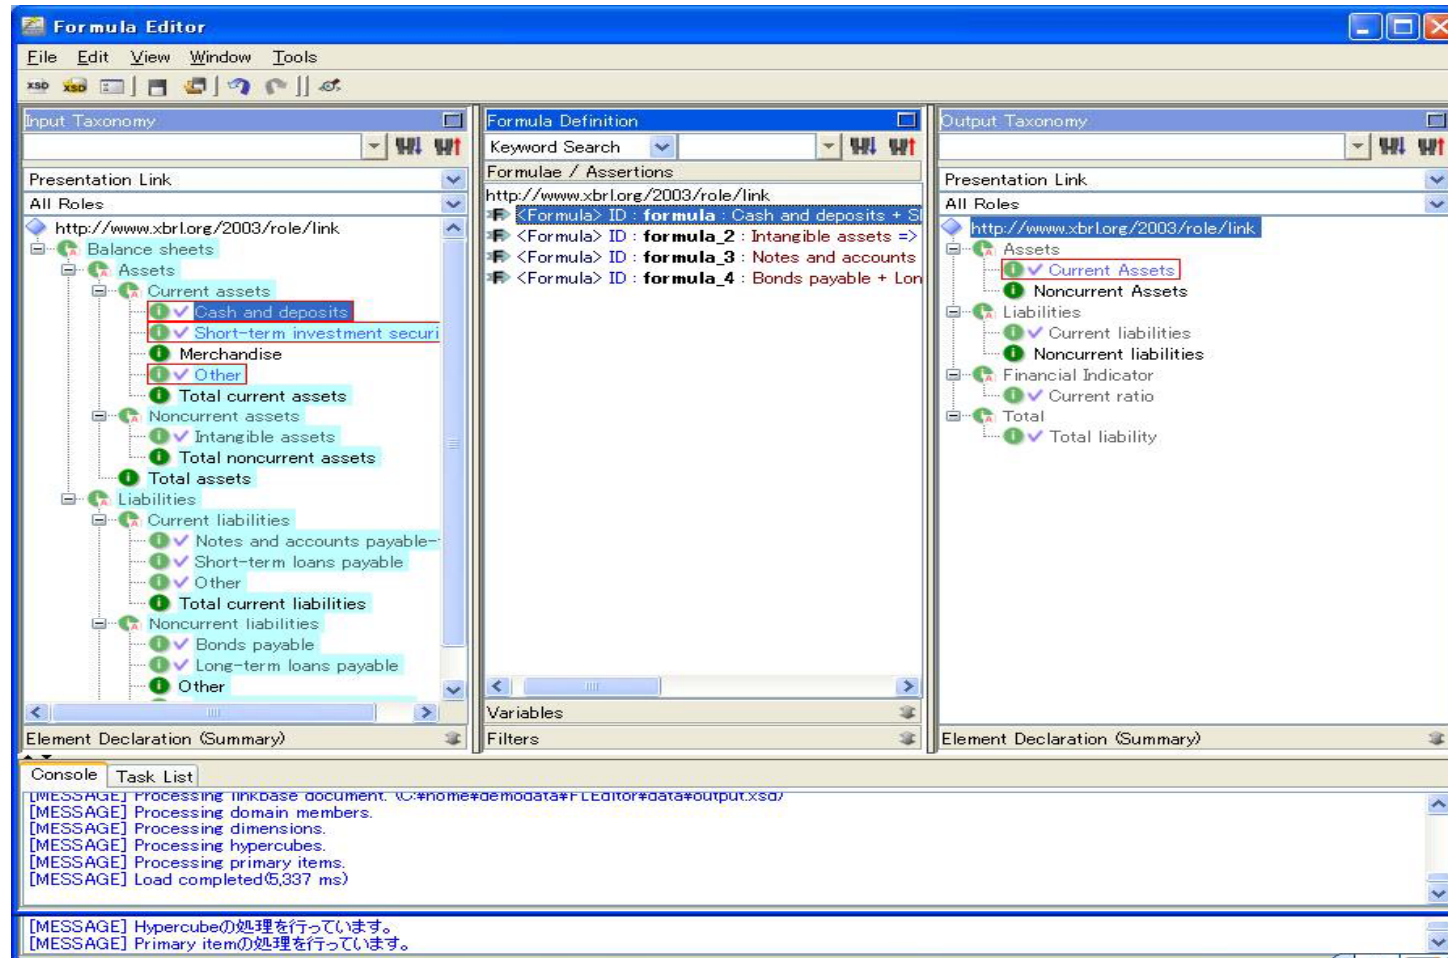 Formula Editor
File Edit View Window Tools
Input Taxonomy
Presentation Link
All Roles
http://www.xbrl.org/2003/role/link
Balance sheets
Assets
Current assets
Cash and deposits
Short-term investment securi
Merchandise
Other
Total current assets
Noncurrent assets
Intangible assets
Total noncurrent assets
Total assets
Liabilities
Current liabilities
Notes and accounts payable-
Short-term loans payable
Other
Total current liabilities
Noncurrent liabilities
Bonds payable
Long-term loans payable
Other
Element Declaration (Summary)
Formula Definition
Keyword Search
Formulae / Assertions
http://www.xbrl.org/2003/role/link
<Formula> ID : formula : Cash and deposits + S
<Formula> ID : formula_2 : Intangible assets =>
<Formula> ID : formula_3 : Notes and accounts
<Formula> ID : formula_4 : Bonds payable + Lon
Variables
Filters
Output Taxonomy
Presentation Link
All Roles
http://www.xbrl.org/2003/role/link
Assets
Current Assets
Noncurrent Assets
Liabilities
Current liabilities
Noncurrent liabilities
Financial Indicator
Current ratio
Total
Total liability
Element Declaration (Summary)
Console Task List
[MESSAGE] Processing linkbase document. (C:¥home¥demodata¥FLEditor¥data¥output.xsd)
[MESSAGE] Processing domain members.
[MESSAGE] Processing dimensions.
[MESSAGE] Processing hypercubes.
[MESSAGE] Processing primary items.
[MESSAGE] Load completed(5,337 ms)
[MESSAGE] Hypercubeの処理を行っています。
[MESSAGE] Primary itemの処理を行っています。